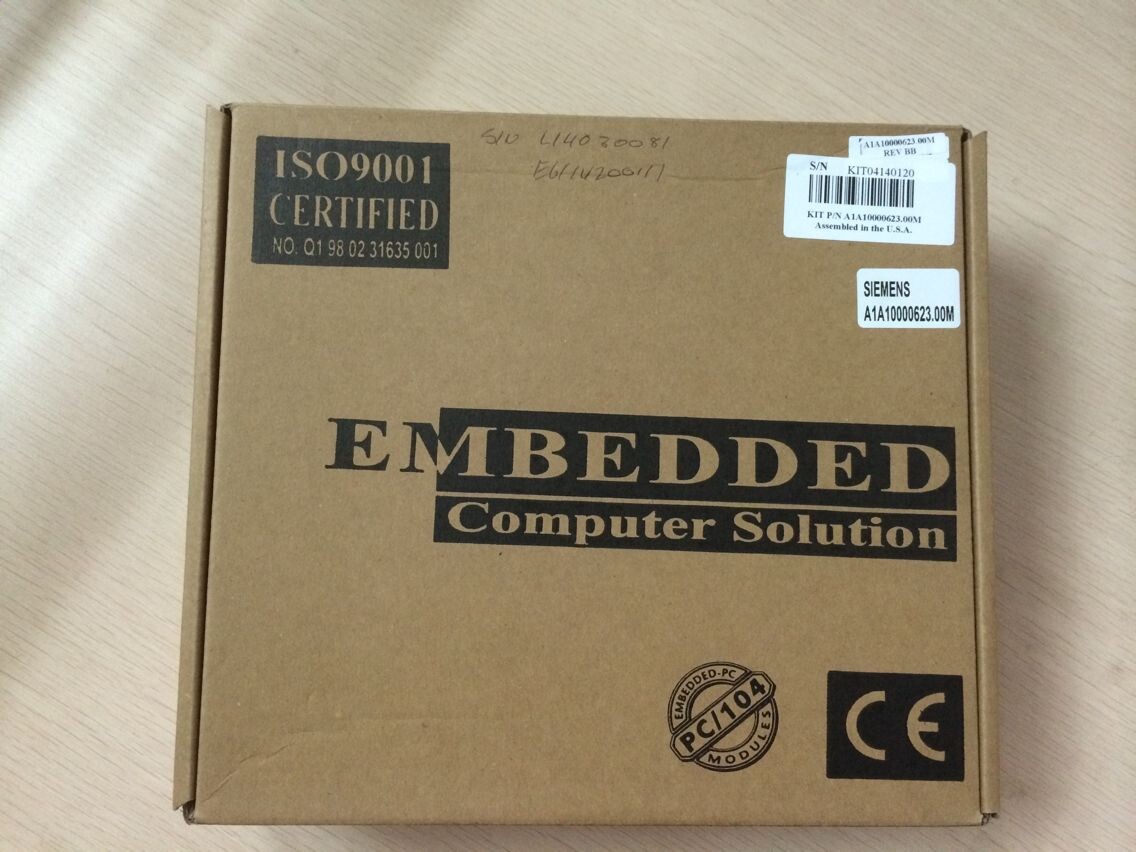 ISO9001
CERTIFIED
NO. Q1 98 02 31635 001
S/N L14030081
A1A10000623.00M
REV BB
S/N KIT04140120
KIT P/N A1A10000623.00M
Assembled in the U.S.A.
SIEMENS
A1A10000623.00M
EMBEDDED
Computer Solution
EMBEDDED-PC
PC/104
MODULES
CE